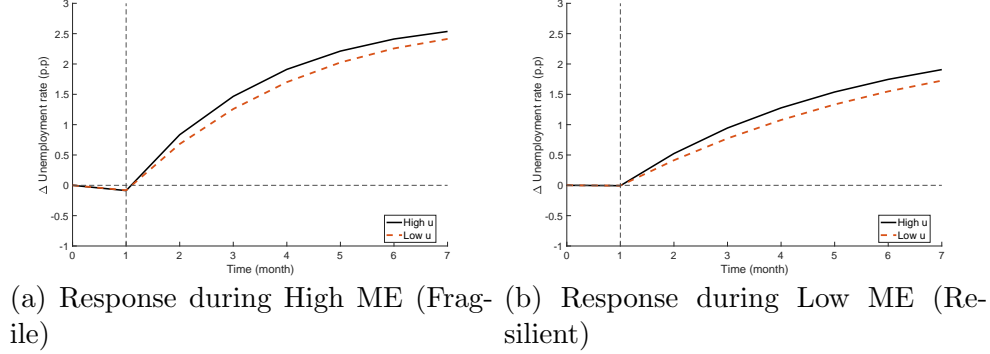 3
2.5
2
1.5
1
0.5
0
-0.5
-1
Δ Unemployment rate (p.p)
0 1 2 3 4 5 6 7
Time (month)
High u
Low u
3
2.5
2
1.5
1
0.5
0
-0.5
-1
Δ Unemployment rate (p.p)
0 1 2 3 4 5 6 7
Time (month)
High u
Low u
(a) Response during High ME (Frag-
ile)
(b) Response during Low ME (Re-
silient)